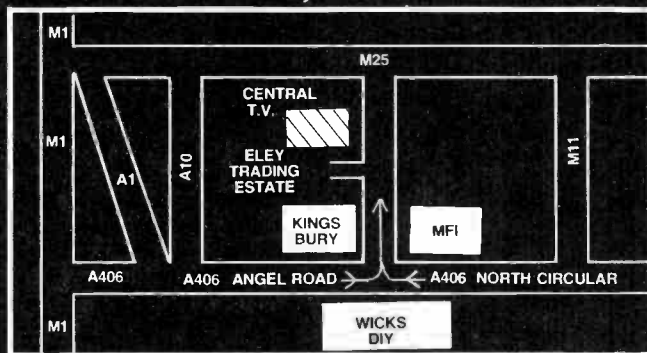 M1
M25
CENTRAL
T.V.
M1
A1
A10
ELEY
TRADING
ESTATE
M11
KINGS
BURY
MFI
A406
A406 ANGEL ROAD
A406 NORTH CIRCULAR
M1
WICKS
DIY